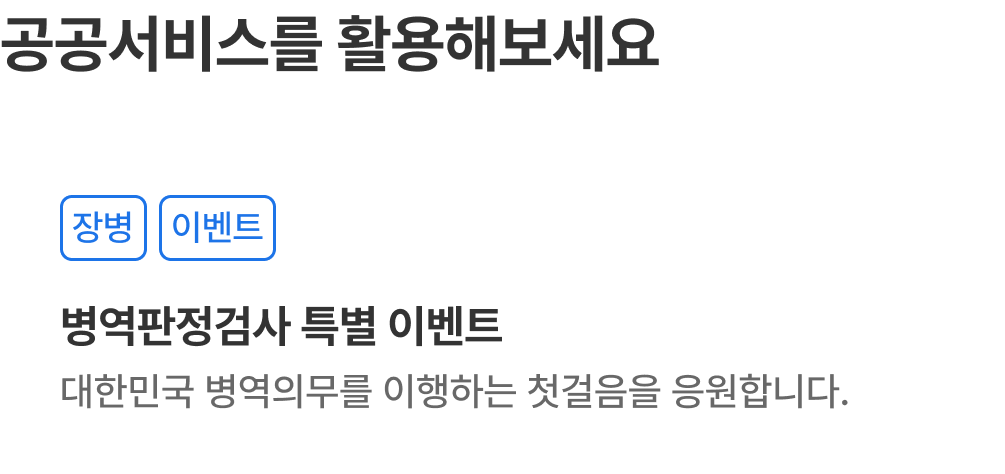 공공서비스를 활용해보세요
장병 이벤트
병역판정검사 특별 이벤트
대한민국 병역의무를 이행하는 첫걸음을 응원합니다.